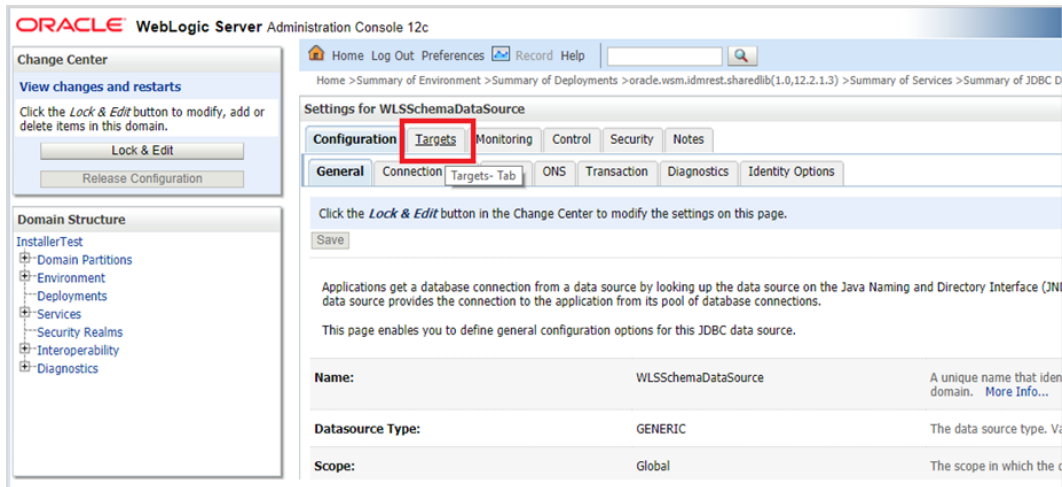 ORACLE WebLogic Server Administration Console 12c
Change Center
View changes and restarts
Click the Lock & Edit button to modify, add or
delete items in this domain.
Lock & Edit
Release Configuration
Domain Structure
InstallerTest
Domain Partitions
Environment
Deployments
Services
Security Realms
Interoperability
Diagnostics
Home Log Out Preferences Record Help
Home >Summary of Environment >Summary of Deployments >oracle.wsm.idmrest.sharedlib(1.0,12.2.1.3) >Summary of Services >Summary of JDBC D
Settings for WLSSchemaDataSource
Configuration Targets Monitoring Control Security Notes
General Connection ONS Transaction Diagnostics Identity Options
Targets- Tab
Click the Lock & Edit button in the Change Center to modify the settings on this page.
Save
Applications get a database connection from a data source by looking up the data source on the Java Naming and Directory Interface (JNI
data source provides the connection to the application from its pool of database connections.
This page enables you to define general configuration options for this JDBC data source.
Name: WLSSchemaDataSource A unique name that iden
domain. More Info...
Datasource Type: GENERIC The data source type. Va
Scope: Global The scope in which the